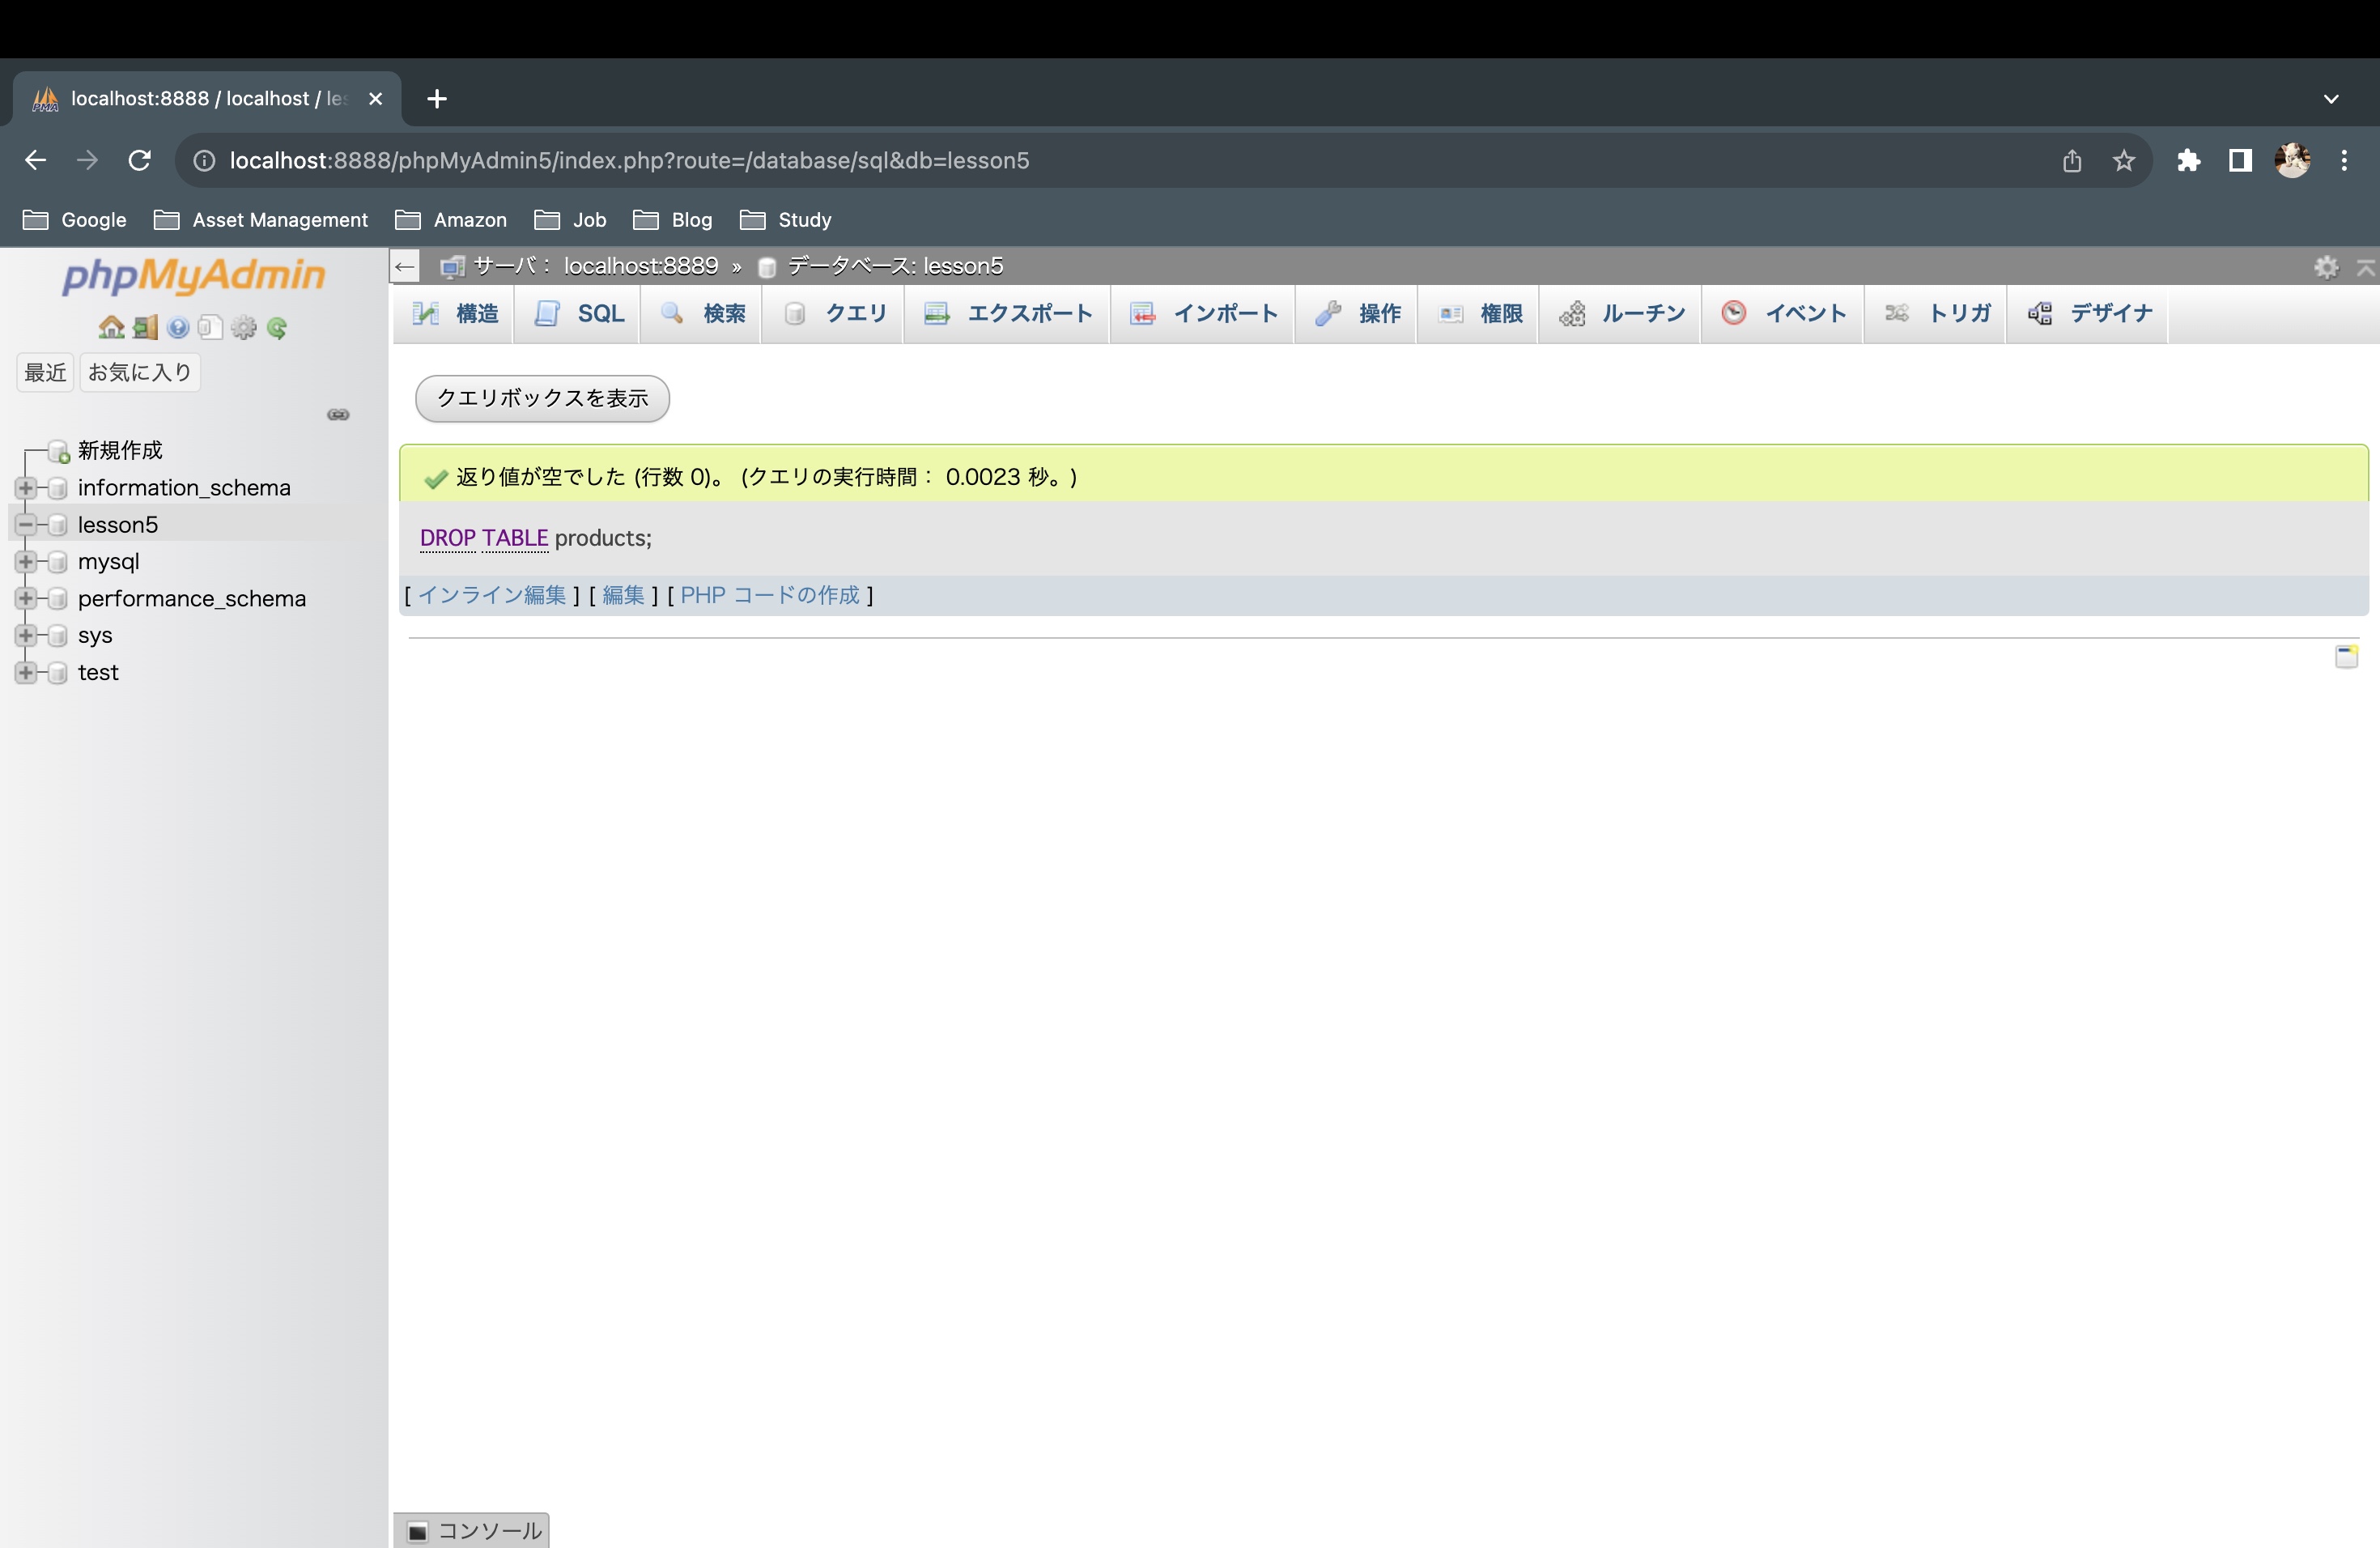 localhost:8888 / localhost / les
localhost:8888/phpMyAdmin5/index.php?route=/database/sql&db=lesson5
Google Asset Management Amazon Job Blog Study
phpMyAdmin
最近 お気に入り
新規作成
information_schema
lesson5
mysql
performance_schema
sys
test
サーバ： localhost:8889 » データベース: lesson5
構造 SQL 検索 クエリ エクスポート インポート 操作 権限 ルーチン イベント トリガ デザイナ
クエリボックスを表示
返り値が空でした (行数 0)。 (クエリの実行時間： 0.0023 秒。)
DROP TABLE products;
[ インライン編集 ] [ 編集 ] [ PHP コードの作成 ]
コンソール